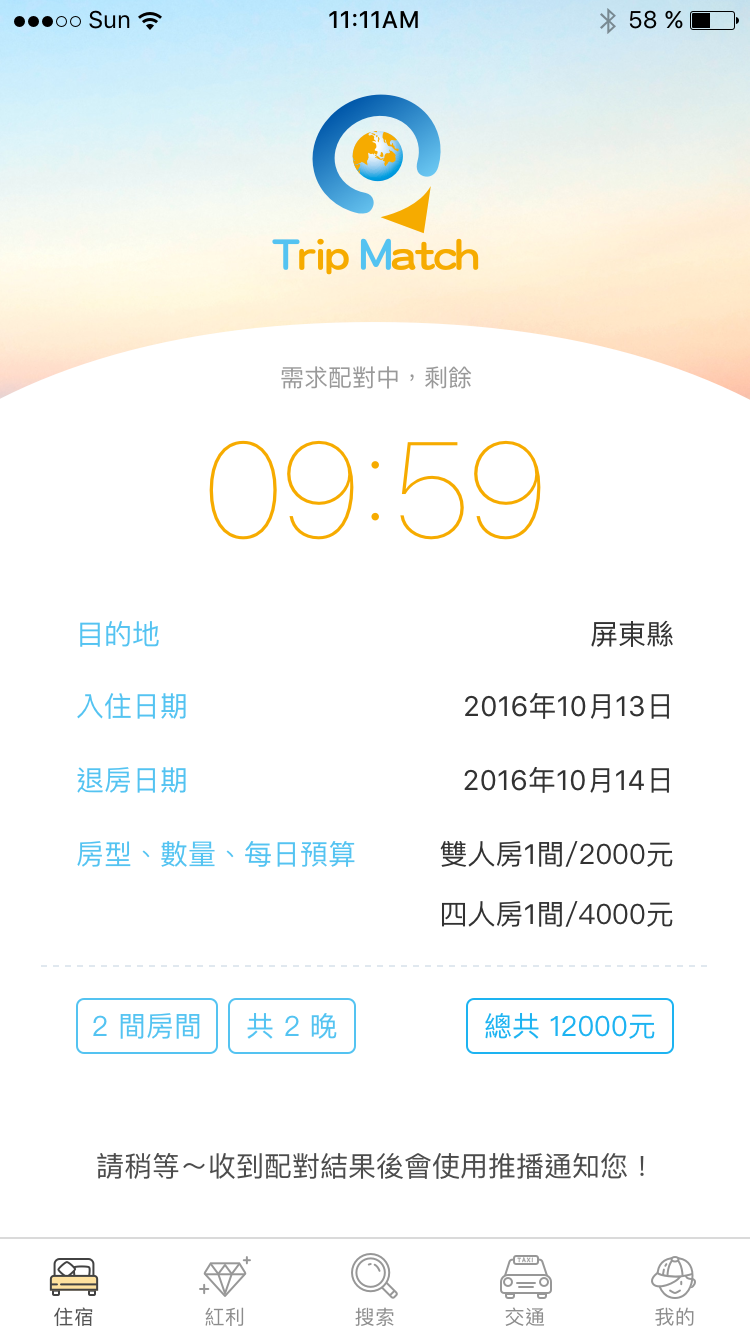 ●●●○○ Sun 11:11AM 58 %
Trip Match
需求配對中，剩餘
09:59
目的地 屏東縣
入住日期 2016年10月13日
退房日期 2016年10月14日
房型、數量、每日預算 雙人房1間/2000元
四人房1間/4000元
2 間房間 共 2 晚 總共 12000元
請稍等～收到配對結果後會使用推播通知您！
TAXI
住宿 紅利 搜索 交通 我的